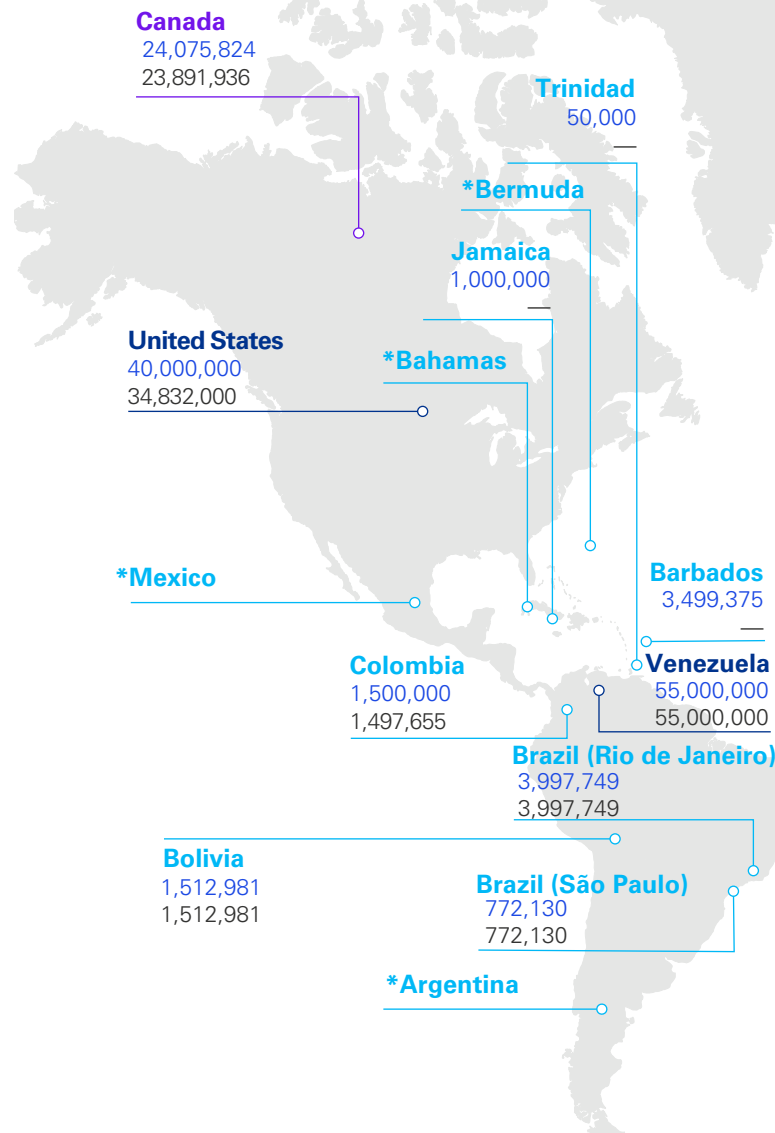 Canada
24,075,824
23,891,936
Trinidad
50,000
—
*Bermuda
Jamaica
1,000,000
—
United States
40,000,000
34,832,000
*Bahamas
*Mexico
Barbados
3,499,375
—
Colombia
1,500,000
1,497,655
Venezuela
55,000,000
55,000,000
Brazil (Rio de Janeiro)
3,997,749
3,997,749
Bolivia
1,512,981
1,512,981
Brazil (São Paulo)
772,130
772,130
*Argentina